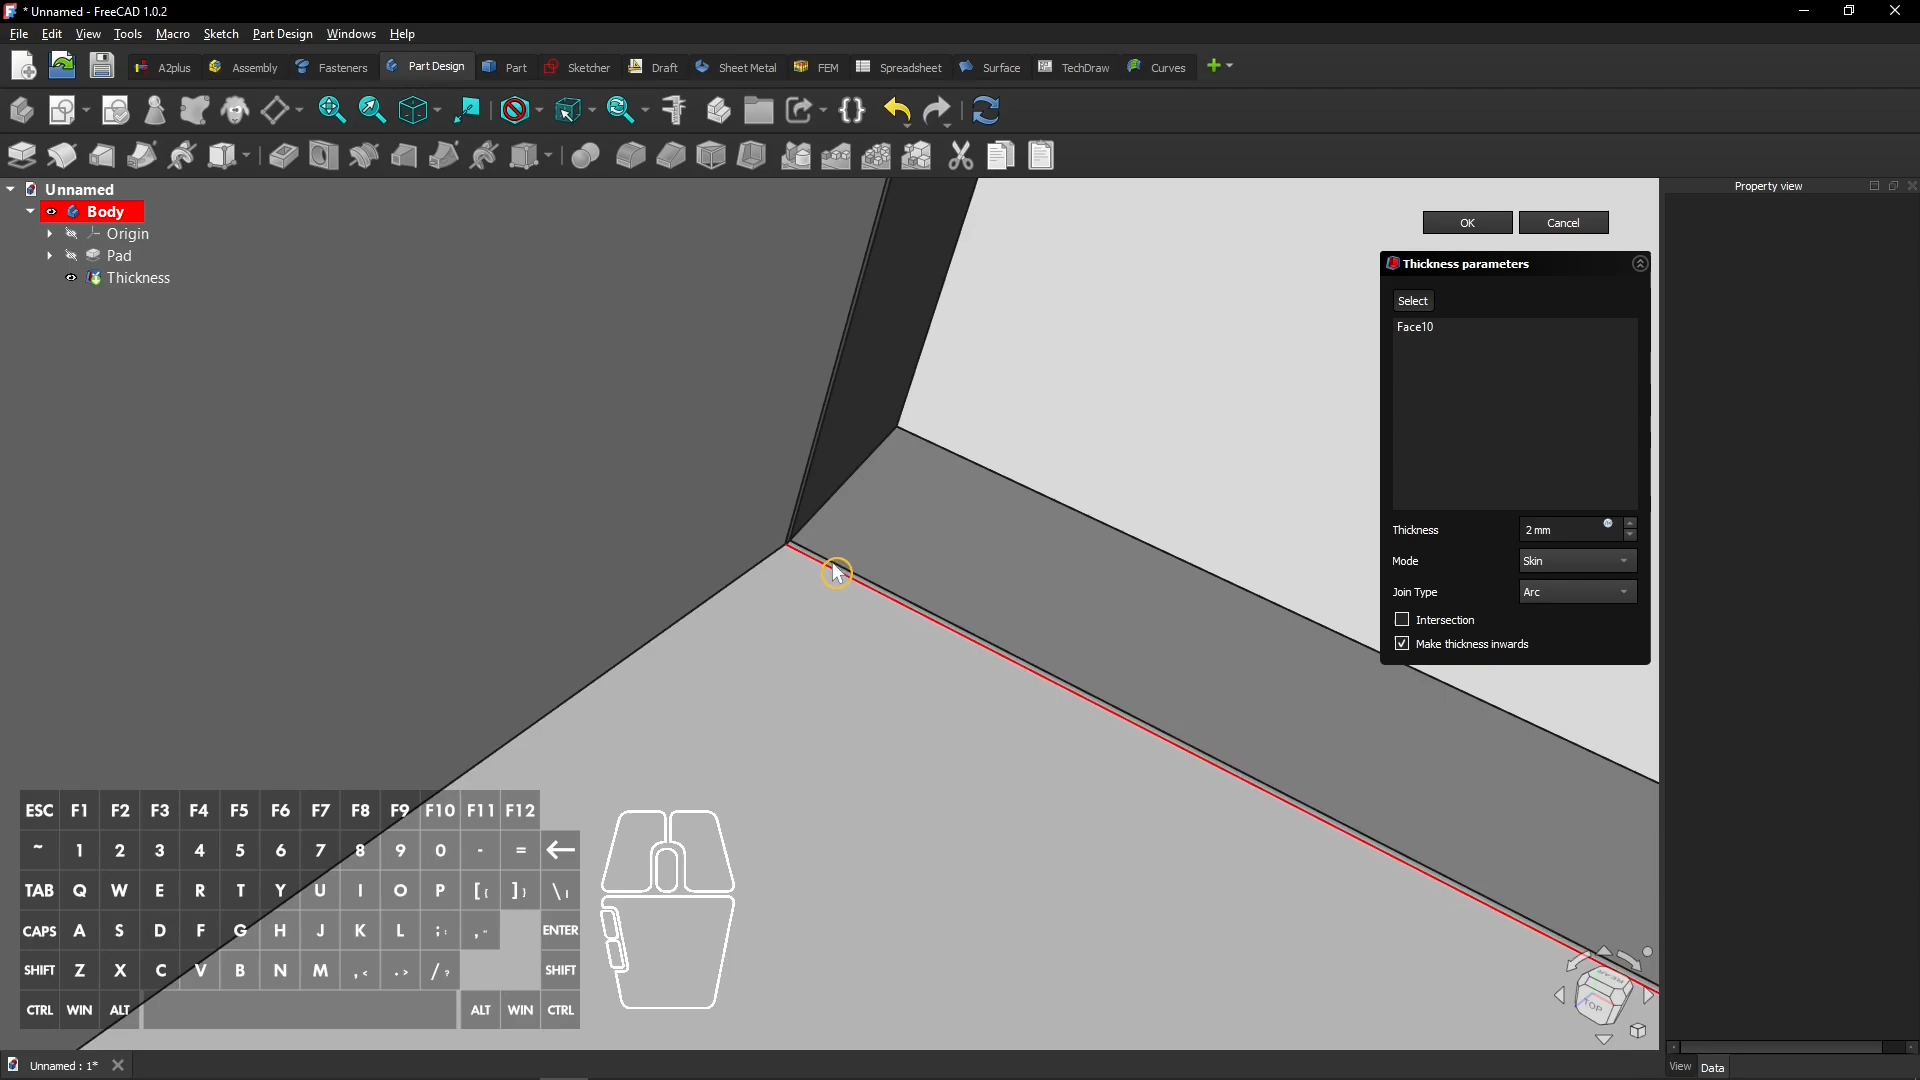 * Unnamed - FreeCAD 1.0.2
File Edit View Tools Macro Sketch Part Design Windows Help
A2plus Assembly Fasteners Part Design Part Sketcher Draft Sheet Metal FEM Spreadsheet Surface TechDraw Curves
Unnamed
Body
Origin
Pad
Thickness
Property view
OK Cancel
Thickness parameters
Select
Face10
Thickness 2 mm
Mode Skin
Join Type Arc
Intersection
Make thickness inwards
ESC F1 F2 F3 F4 F5 F6 F7 F8 F9 F10 F11 F12
~ 1 2 3 4 5 6 7 8 9 0 - =
TAB Q W E R T Y U I O P [{ ]} \|
CAPS A S D F G H J K L ;: ," ENTER
SHIFT Z X C V B N M ,< .> /? SHIFT
CTRL WIN ALT ALT WIN CTRL
TOP
Unnamed : 1*
View Data